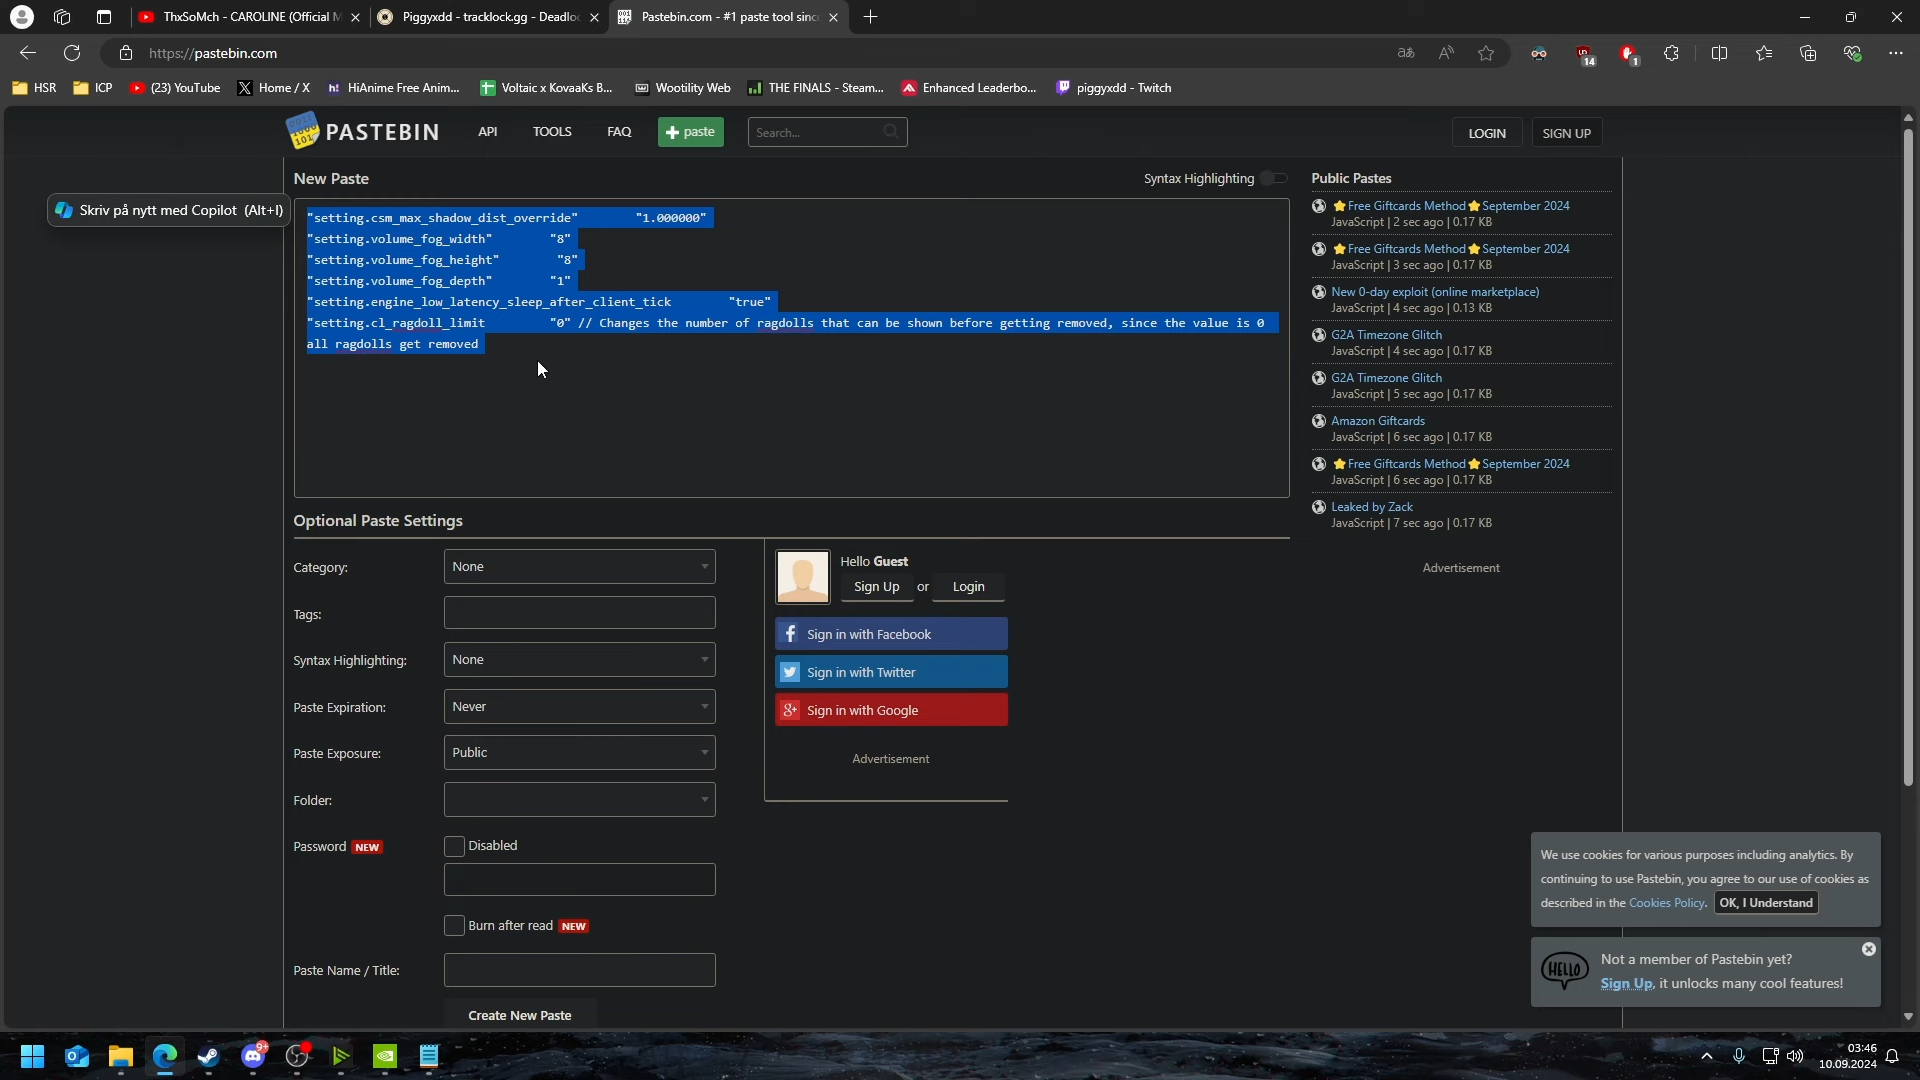 ThxSoMch - CAROLINE (Official M
Piggyxdd - tracklock.gg - Deadloc
Pastebin.com - #1 paste tool sinc
https://pastebin.com
14
1
HSR
ICP
(23) YouTube
Home / X
HiAnime Free Anim...
Voltaic x KovaaKs B...
Wootility Web
THE FINALS - Steam...
Enhanced Leaderbo...
piggyxdd - Twitch
PASTEBIN
API
TOOLS
FAQ
+ paste
Search...
LOGIN
SIGN UP
New Paste
Syntax Highlighting
Skriv på nytt med Copilot (Alt+I)
"setting.csm_max_shadow_dist_override" "1.000000"
"setting.volume_fog_width" "8"
"setting.volume_fog_height" "8"
"setting.volume_fog_depth" "1"
"setting.engine_low_latency_sleep_after_client_tick "true"
"setting.cl_ragdoll_limit "0" // Changes the number of ragdolls that can be shown before getting removed, since the value is 0
all ragdolls get removed
Public Pastes
⭐Free Giftcards Method⭐September 2024
JavaScript | 2 sec ago | 0.17 KB
⭐Free Giftcards Method⭐September 2024
JavaScript | 3 sec ago | 0.17 KB
New 0-day exploit (online marketplace)
JavaScript | 4 sec ago | 0.13 KB
G2A Timezone Glitch
JavaScript | 4 sec ago | 0.17 KB
G2A Timezone Glitch
JavaScript | 5 sec ago | 0.17 KB
Amazon Giftcards
JavaScript | 6 sec ago | 0.17 KB
⭐Free Giftcards Method⭐September 2024
JavaScript | 6 sec ago | 0.17 KB
Leaked by Zack
JavaScript | 7 sec ago | 0.17 KB
Advertisement
Optional Paste Settings
Category:
None
Tags:
Syntax Highlighting:
None
Paste Expiration:
Never
Paste Exposure:
Public
Folder:
Password NEW
Disabled
Burn after read NEW
Paste Name / Title:
Create New Paste
Hello Guest
Sign Up or Login
Sign in with Facebook
Sign in with Twitter
Sign in with Google
Advertisement
We use cookies for various purposes including analytics. By
continuing to use Pastebin, you agree to our use of cookies as
described in the Cookies Policy. OK, I Understand
HELLO
Not a member of Pastebin yet?
Sign Up, it unlocks many cool features!
9+
03:46
10.09.2024